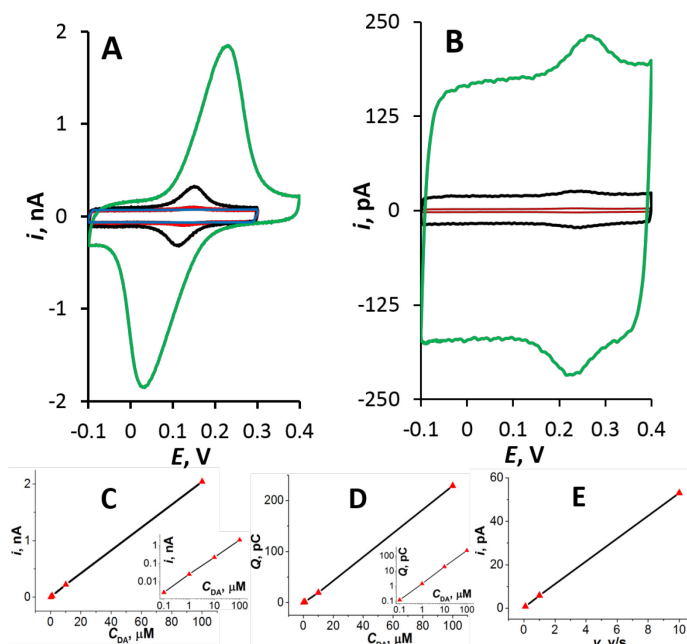 A
2
1
0
-1
-2
i, nA
-0.1 0 0.1 0.2 0.3 0.4
E, V
B
250
125
0
-125
-250
i, pA
-0.1 0 0.1 0.2 0.3 0.4
E, V
C
2
1
0
i, nA
0 20 40 60 80 100
C_DA, μM
1
0.1
0.01
i, nA
C_DA, μM
0.1 1 10 100
D
200
100
0
Q, pC
0 20 40 60 80 100
C_DA, μM
100
10
1
0.1
Q, pC
C_DA, μM
0.1 1 10 100
E
60
40
20
0
i, pA
0 2 4 6 8 10
v, v/s